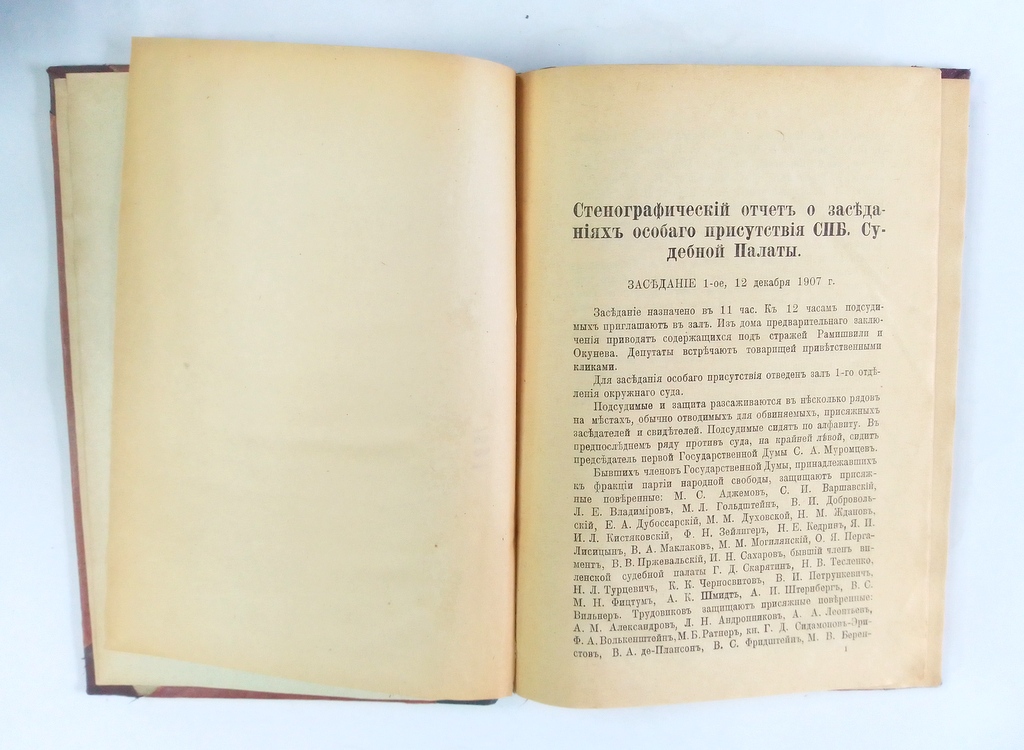 Стенографическій отчетъ о засѣда-
ніяхъ особаго присутствія СПБ. Су-
дебной Палаты.
ЗАСѢДАНІЕ 1-ое, 12 декабря 1907 г.
Засѣданіе назначено въ 11 час. Къ 12 часамъ подсуди-
мыхъ приглашаютъ въ залъ. Изъ дома предварительнаго заклю-
ченія приводятъ содержащихся подъ стражей Рамишвили и
Окунева. Депутаты встрѣчаютъ товарищей привѣтственными
кликами.
Для засѣданія особаго присутствія отведенъ залъ 1-го отдѣ-
ленія окружнаго суда.
Подсудимые и защита разсаживаются въ нѣсколько рядовъ
на мѣстахъ, обычно отводимыхъ для обвиняемыхъ, присяжныхъ
засѣдателей и свидѣтелей. Подсудимые сидятъ по алфавиту. Въ
предпослѣднемъ ряду противъ суда, на крайней лѣвой, сидитъ
предсѣдатель первой Государственной Думы С. А. Муромцевъ.
Бывшихъ членовъ Государственной Думы, принадлежавшихъ
къ фракціи партіи народной свободы, защищаютъ присяж-
ные повѣренные: М. С. Аджемовъ, С. И. Варшавскій,
Л. Е. Владиміровъ, М. Л. Гольдштейнъ, В. И. Доброволь-
скій, Е. А. Дубоссарскій, М. М. Духовской, Н. М. Ждановъ,
И. Л. Кистяковскій, Ф. Н. Зейлигеръ, Н. Е. Кедринъ, Я. И.
Лисицынъ, В. А. Маклаковъ, М. М. Могилянскій, О. Я. Перга-
ментъ, В. В. Пржевальскій, И. Н. Сахаровъ, бывшій членъ ви-
ленской судебной палаты Г. Д. Скарятинъ, Н. В. Тесленко,
Н. Л. Турцевичъ, К. К. Черносвитовъ, В. И. Петрункевичъ,
М. Н. Фицтумъ, А. К. Шмидтъ, А. И. Штернбергъ, В. С.
Вильнеръ. Трудовиковъ защищаютъ присяжные повѣренные:
А. М. Александровъ, Л. Н. Андронниковъ, А. А. Леонтьевъ,
Ф. А. Волькенштейнъ, М. Б. Ратнеръ, кн. Г. Д. Сидамоновъ-Эри-
стовъ, В. А. де-Плансонъ, В. С. Фридштейнъ, М. В. Берен-
1